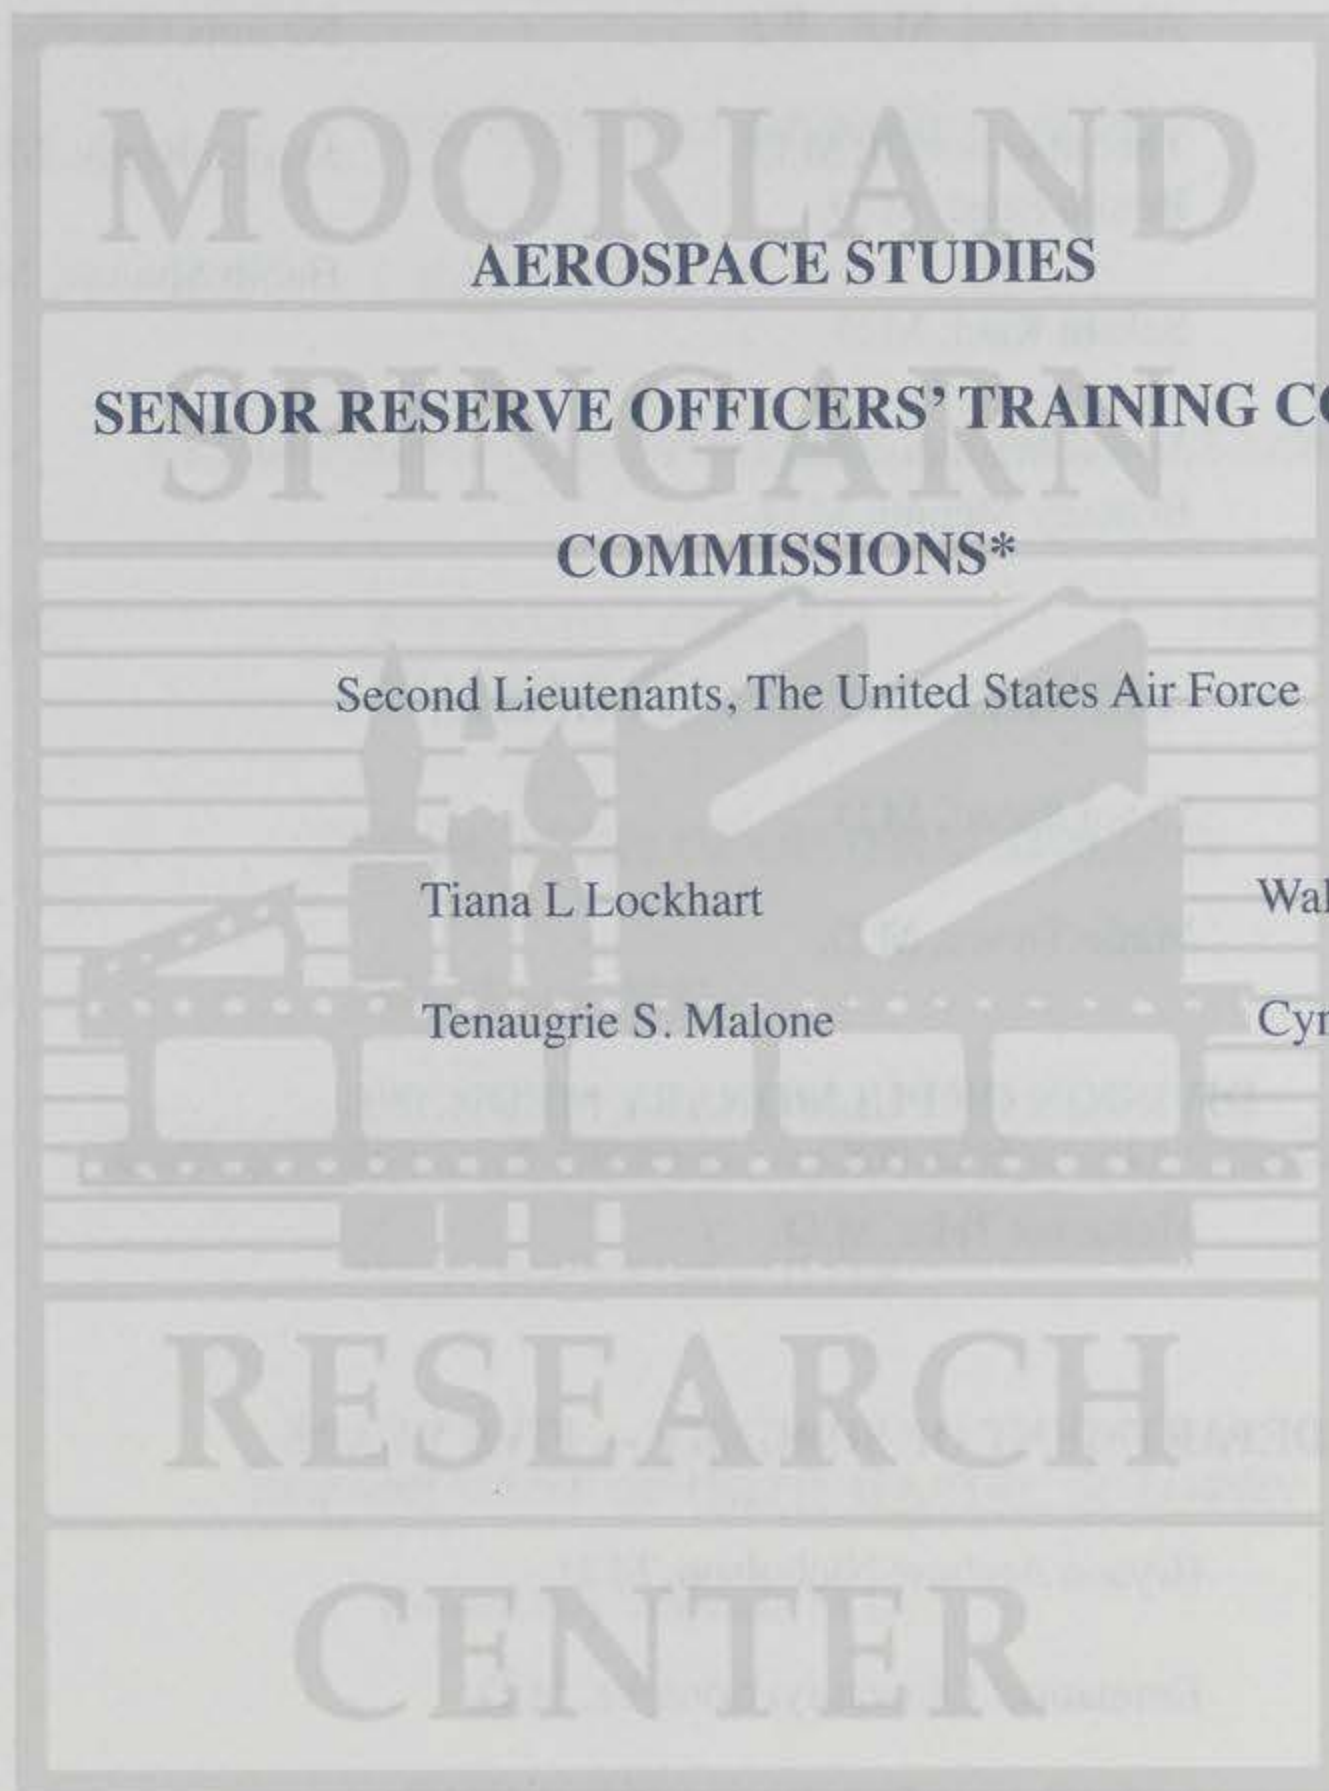 MOORLAND
AEROSPACE STUDIES
SENIOR RESERVE OFFICERS' TRAINING
SPINGARN
COMMISSIONS*
Second Lieutenants, The United States Air Force
Tiana L Lockhart
Tenaugrie S. Malone
RESEARCH
CENTER